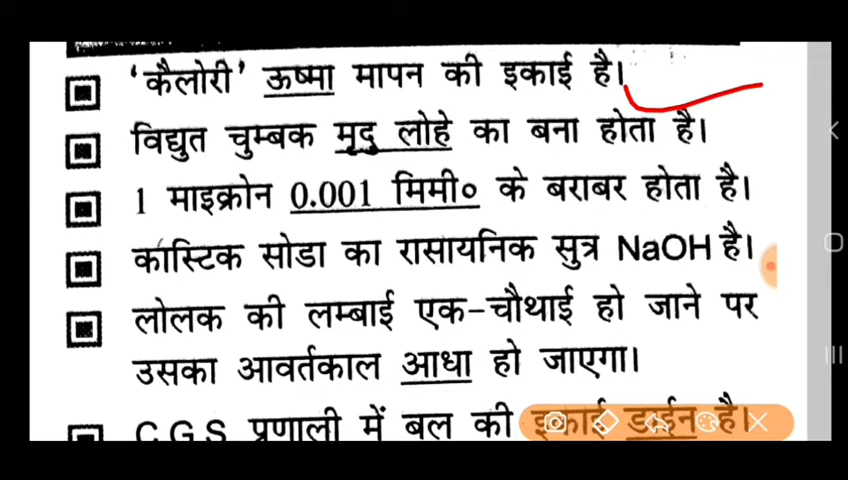 'कैलोरी' ऊष्मा मापन की इकाई है।
विद्युत चुम्बक मृदु लोहे का बना होता है।
1 माइक्रोन 0.001 मिमी० के बराबर होता है।
कास्टिक सोडा का रासायनिक सुत्र NaOH है।
लोलक की लम्बाई एक-चौथाई हो जाने पर
उसका आवर्तकाल आधा हो जाएगा।
C.G.S प्रणाली में बल की इकाई डाईन है।